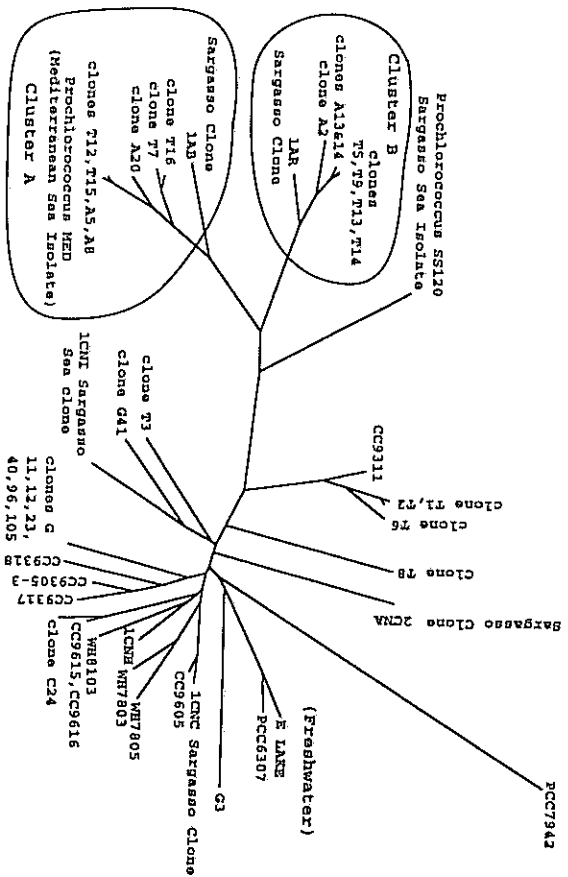 Prochlorococcus SS120
Sargasso Sea Isolate
Cluster B
clones
T5,T9,T13,T14
clones A13&14
clone A2
1AR
Sargasso Clone
Sargasso Clone
1AB
clone T16
clone T7
clone A20
clones T12,T15,A5,A8
Prochlorococcus MED
(Mediterranean Sea Isolate)
Cluster A
CC9311
clone T1,T2
clone T6
clone T8
Sargasso Clone 2CNA
PCC7942
clone T3
clone G41
1CNI Sargasso
Sea clone
clones G
11,12,23,
40,96,105
CC9318
CC9305-3
CC9317
clone C24
CC9615,CC9616
WH8103
1CNH
WH7803
WH7805
CC9605
1CNC Sargasso Clone
G3
PCC6307
E LAKE
(Freshwater)